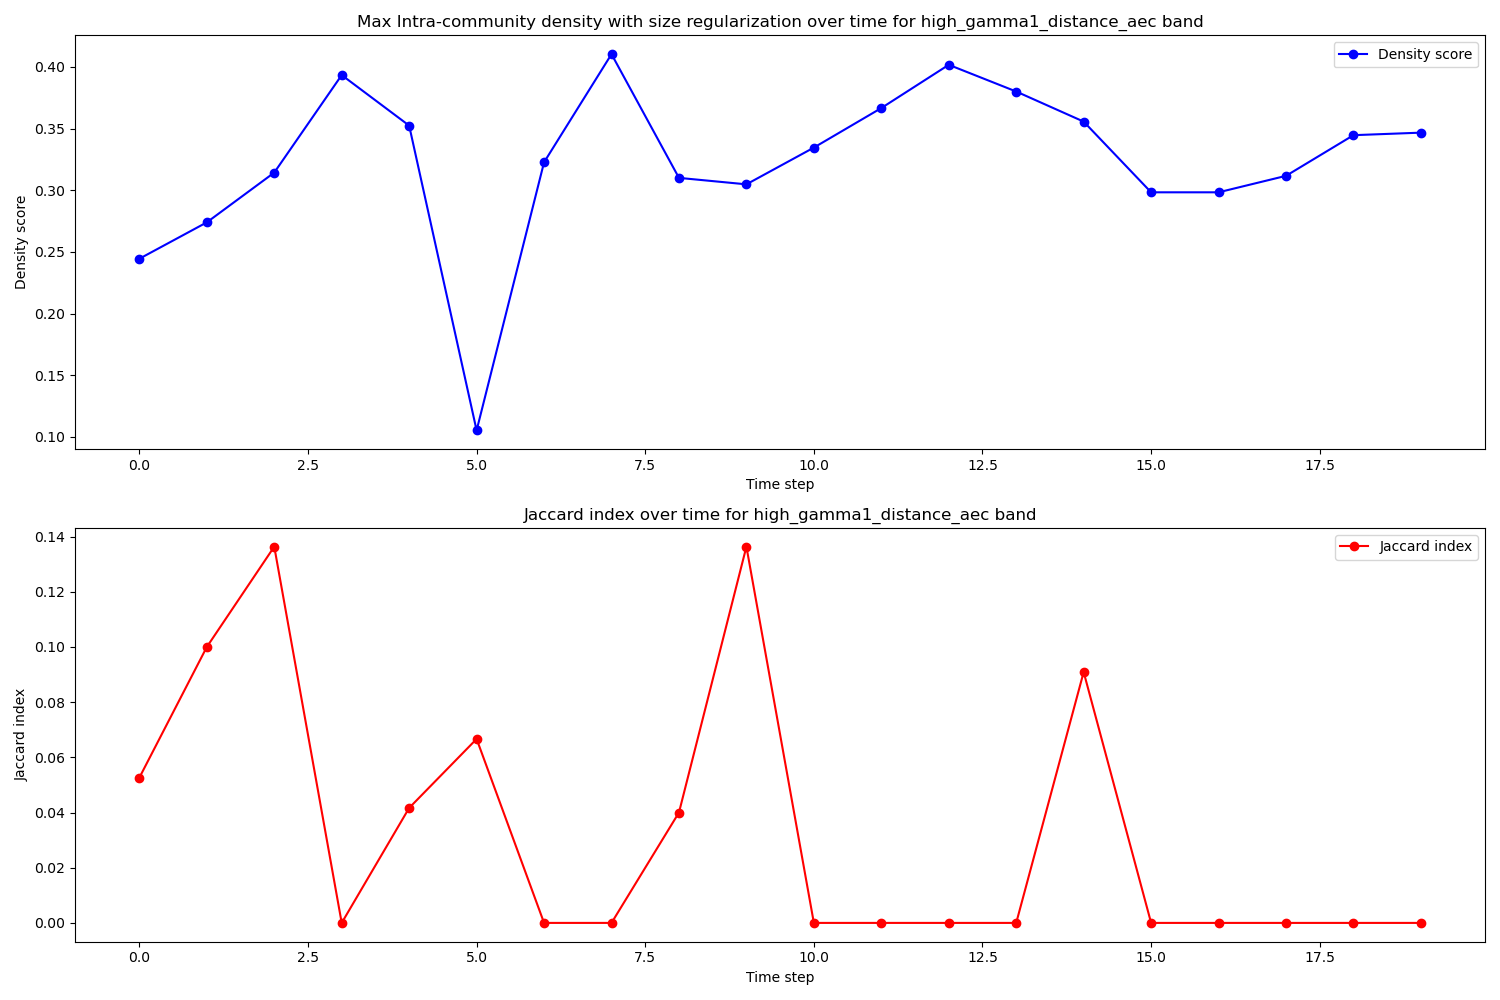 Max Intra-community density with size regularization over time for high_gamma1_distance_aec band
Density score
0.40
0.35
0.30
0.25
0.20
0.15
0.10
Density score
0.0 2.5 5.0 7.5 10.0 12.5 15.0 17.5
Time step
Jaccard index over time for high_gamma1_distance_aec band
Jaccard index
0.14
0.12
0.10
0.08
0.06
0.04
0.02
0.00
Jaccard index
0.0 2.5 5.0 7.5 10.0 12.5 15.0 17.5
Time step